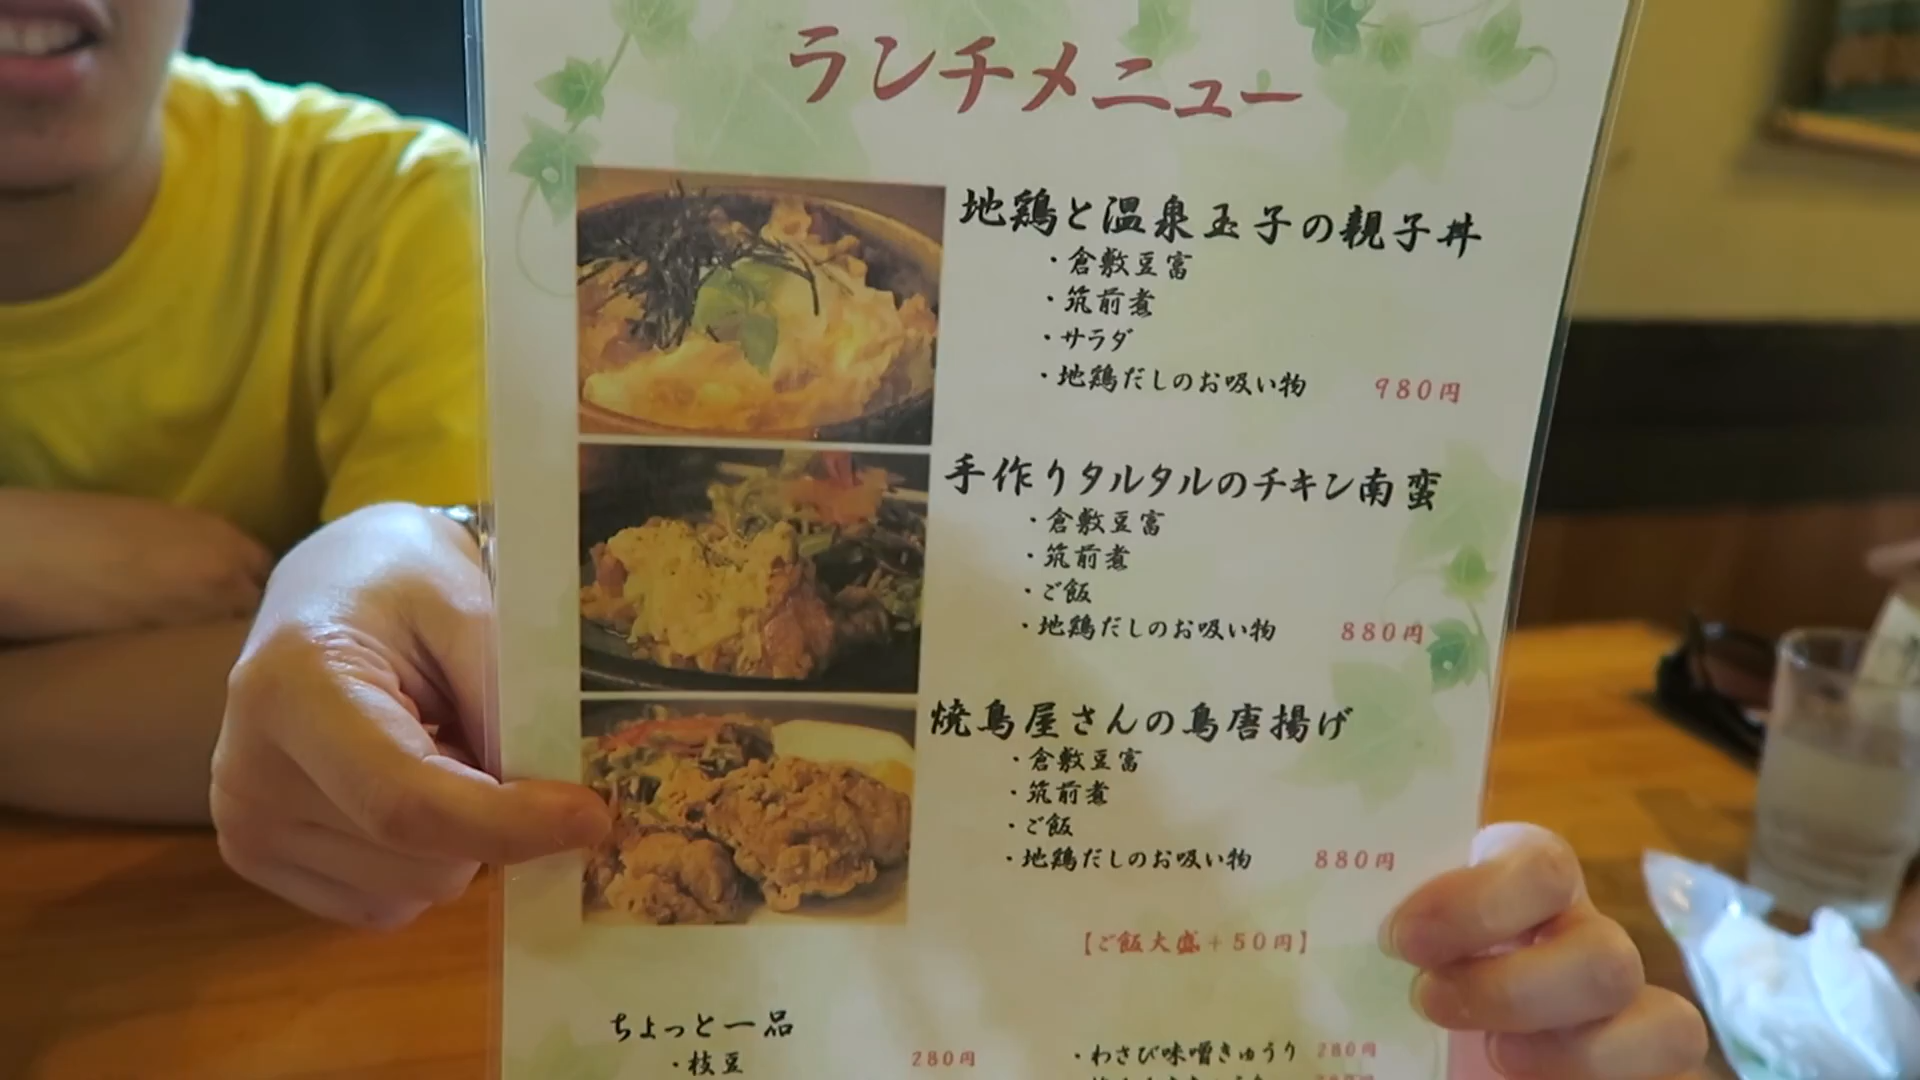 ランチメニュー
地鶏と温泉玉子の親子丼
・倉敷豆富
・筑前煮
・サラダ
・地鶏だしのお吸い物 980円
手作りタルタルのチキン南蛮
・倉敷豆富
・筑前煮
・ご飯
・地鶏だしのお吸い物 880円
焼鳥屋さんの鳥唐揚げ
・倉敷豆富
・筑前煮
・ご飯
・地鶏だしのお吸い物 880円
【ご飯大盛+50円】
ちょっと一品
・枝豆 280円
・わさび味噌きゅうり 280円